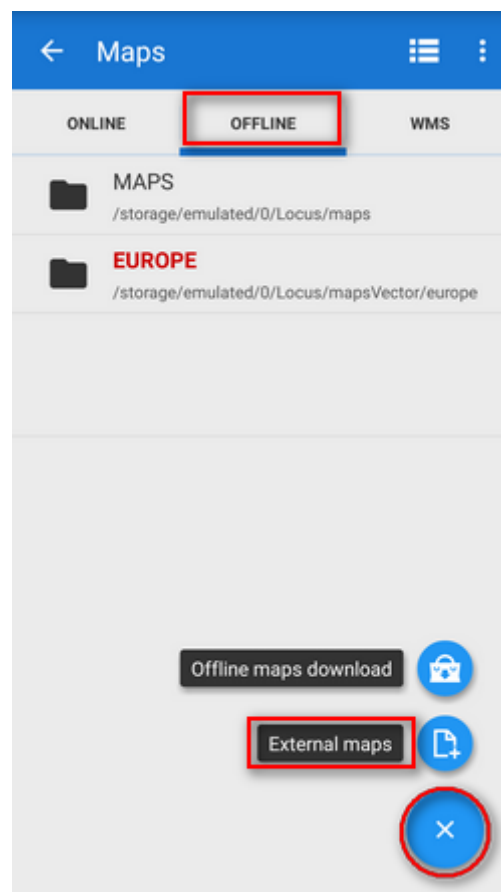 Maps
ONLINE OFFLINE WMS
MAPS
/storage/emulated/0/Locus/maps
EUROPE
/storage/emulated/0/Locus/mapsVector/europe
Offline maps download
External maps